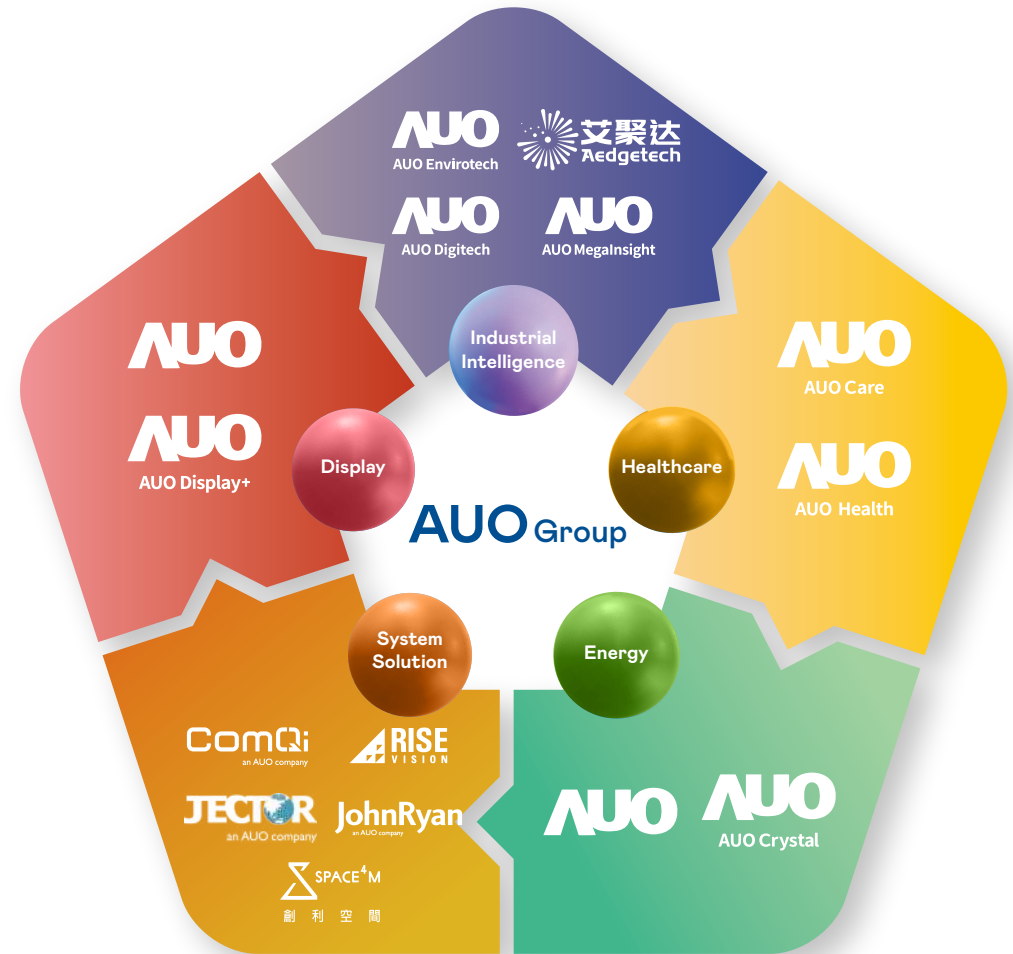 AUO
AUO Envirotech
艾聚达
Aedgetech
AUO
AUO Digitech
AUO
AUO MegaInsight
Industrial
Intelligence
AUO
AUO
AUO Display+
Display
AUO
AUO Care
AUO
AUO Health
Healthcare
AUO Group
System
Solution
ComQi
an AUO company
RISE
VISION
JECTOR
an AUO company
JohnRyan
an AUO company
SPACE4M
創利空間
Energy
AUO
AUO
AUO Crystal